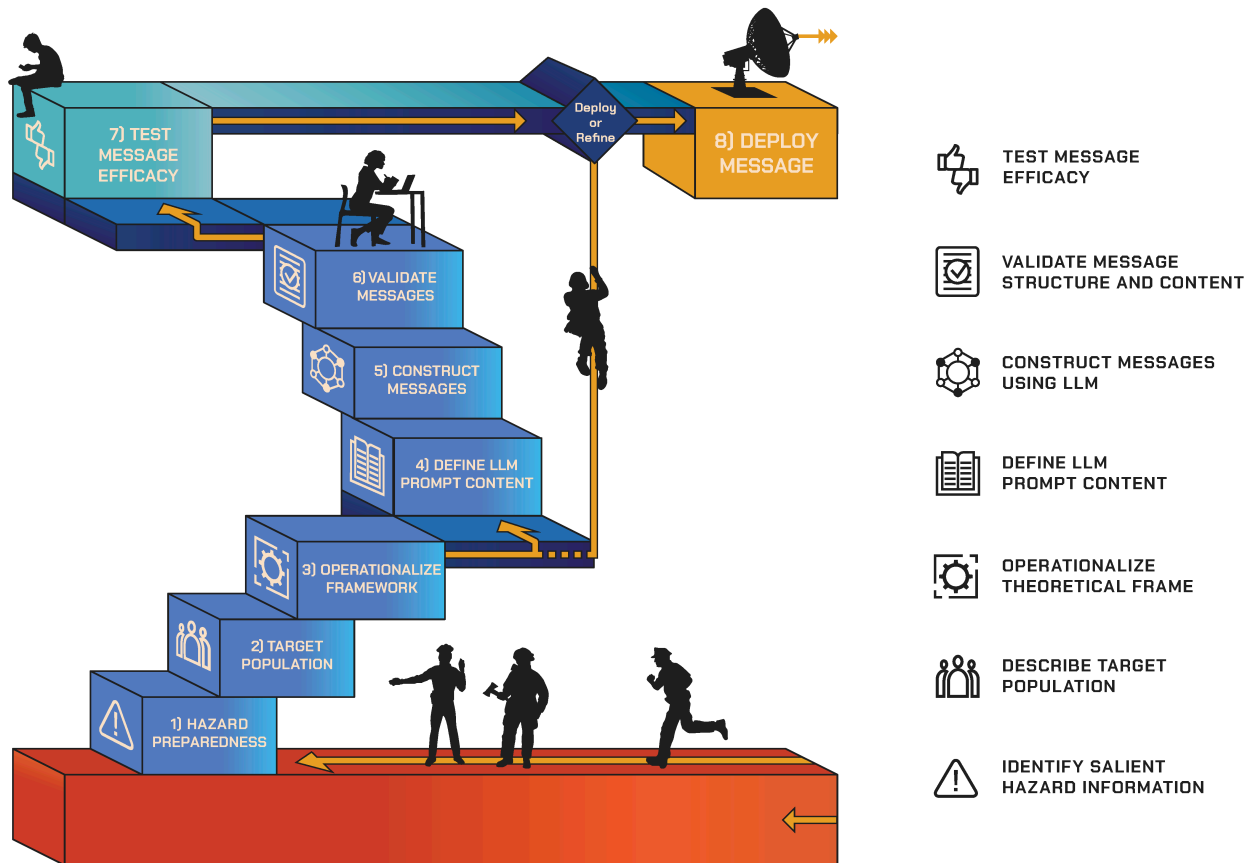 7) TEST
MESSAGE
EFFICACY
Deploy
or
Refine
8) DEPLOY
MESSAGE
6) VALIDATE
MESSAGES
5) CONSTRUCT
MESSAGES
4) DEFINE LLM
PROMPT CONTENT
3) OPERATIONALIZE
FRAMEWORK
2) TARGET
POPULATION
1) HAZARD
PREPAREDNESS
TEST MESSAGE
EFFICACY
VALIDATE MESSAGE
STRUCTURE AND CONTENT
CONSTRUCT MESSAGES
USING LLM
DEFINE LLM
PROMPT CONTENT
OPERATIONALIZE
THEORETICAL FRAME
DESCRIBE TARGET
POPULATION
IDENTIFY SALIENT
HAZARD INFORMATION